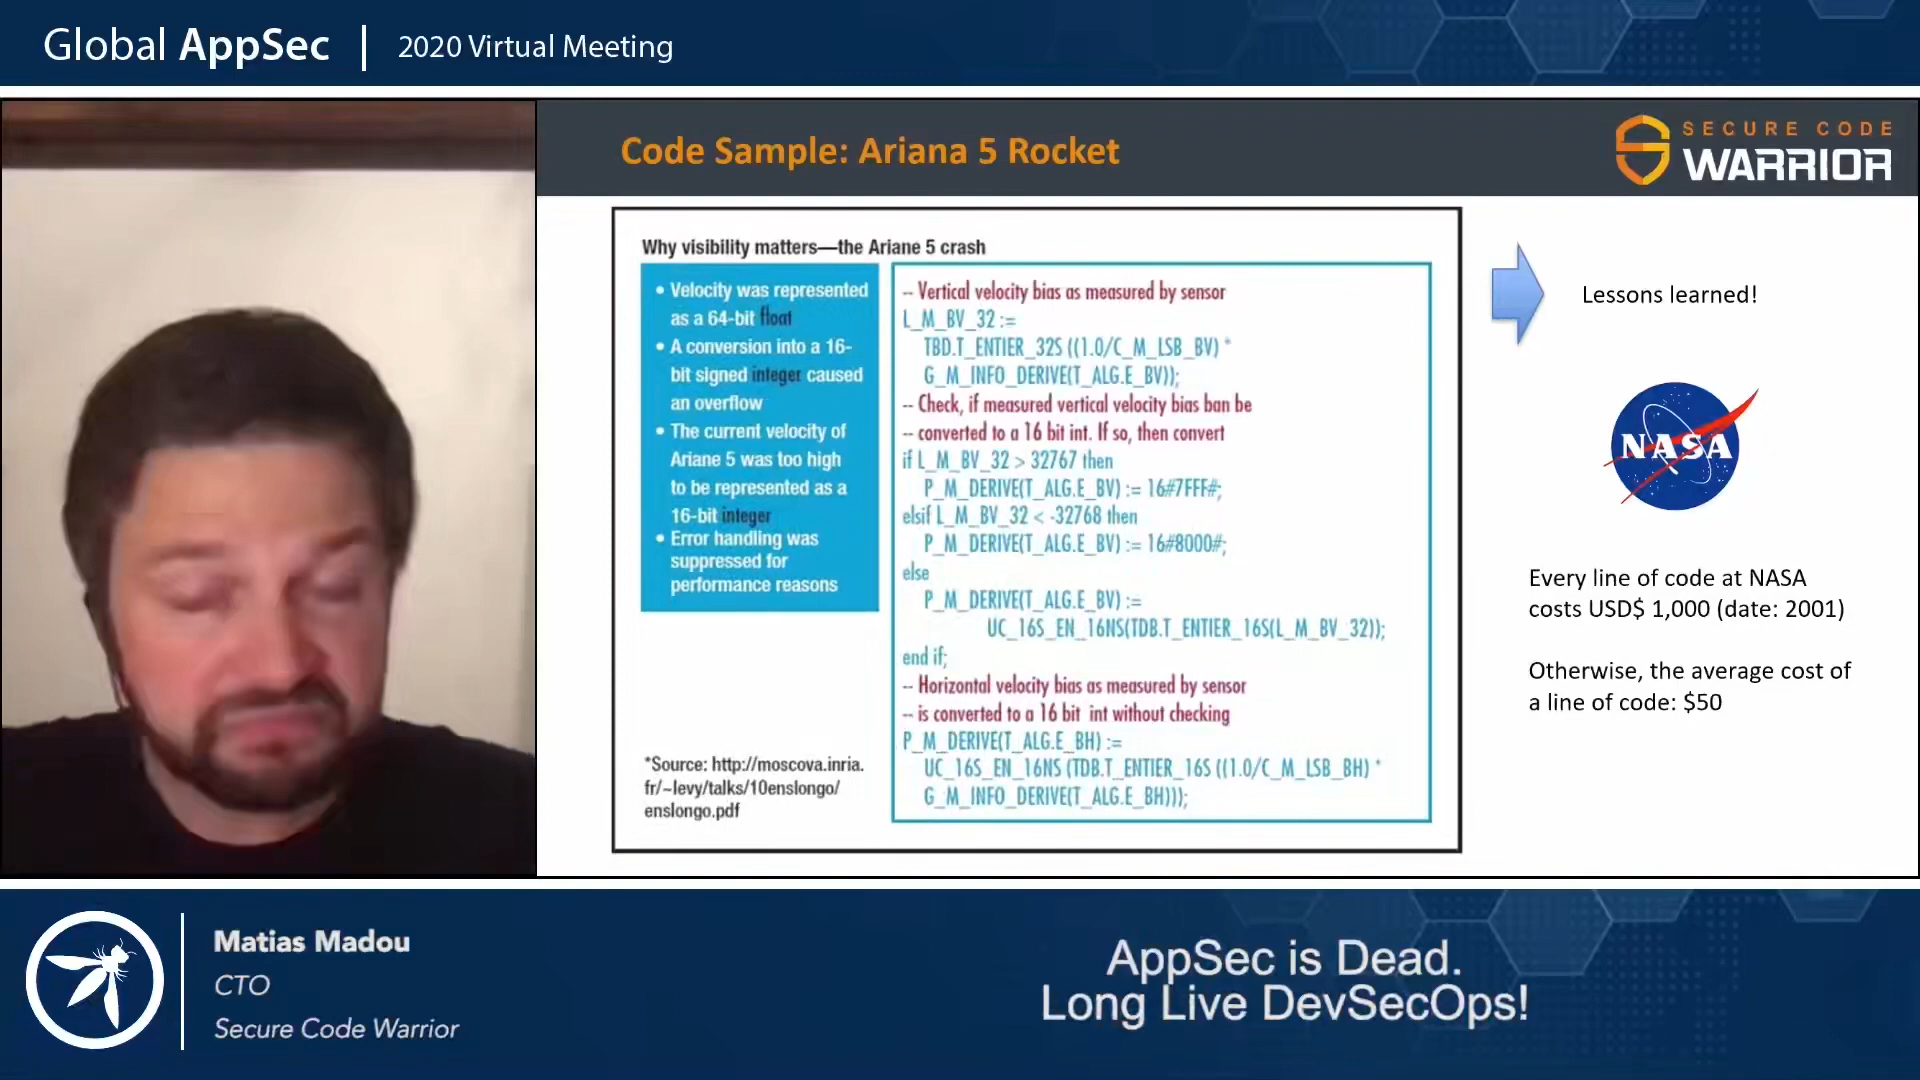 Global AppSec | 2020 Virtual Meeting
Code Sample: Ariana 5 Rocket
SECURE CODE
WARRIOR
Why visibility matters—the Ariane 5 crash
• Velocity was represented
as a 64-bit float
• A conversion into a 16-
bit signed integer caused
an overflow
• The current velocity of
Ariane 5 was too high
to be represented as a
16-bit integer
• Error handling was
suppressed for
performance reasons
*Source: http://moscova.inria.
fr/~levy/talks/10enslongo/
enslongo.pdf
-- Vertical velocity bias as measured by sensor
L_M_BV_32 :=
TBD.T_ENTIER_32S ((1.0/C_M_LSB_BV) *
G_M_INFO_DERIVE(T_ALG.E_BV));
-- Check, if measured vertical velocity bias ban be
-- converted to a 16 bit int. If so, then convert
if L_M_BV_32 > 32767 then
P_M_DERIVE(T_ALG.E_BV) := 16#7FFF#;
elsif L_M_BV_32 < -32768 then
P_M_DERIVE(T_ALG.E_BV) := 16#8000#;
else
P_M_DERIVE(T_ALG.E_BV) :=
UC_16S_EN_16NS(TDB.T_ENTIER_16S(L_M_BV_32));
end if;
-- Horizontal velocity bias as measured by sensor
-- is converted to a 16 bit int without checking
P_M_DERIVE(T_ALG.E_BH) :=
UC_16S_EN_16NS (TDB.T_ENTIER_16S ((1.0/C_M_LSB_BH) *
G_M_INFO_DERIVE(T_ALG.E_BH)));
Lessons learned!
NASA
Every line of code at NASA
costs USD$ 1,000 (date: 2001)
Otherwise, the average cost of
a line of code: $50
Matias Madou
CTO
Secure Code Warrior
AppSec is Dead.
Long Live DevSecOps!